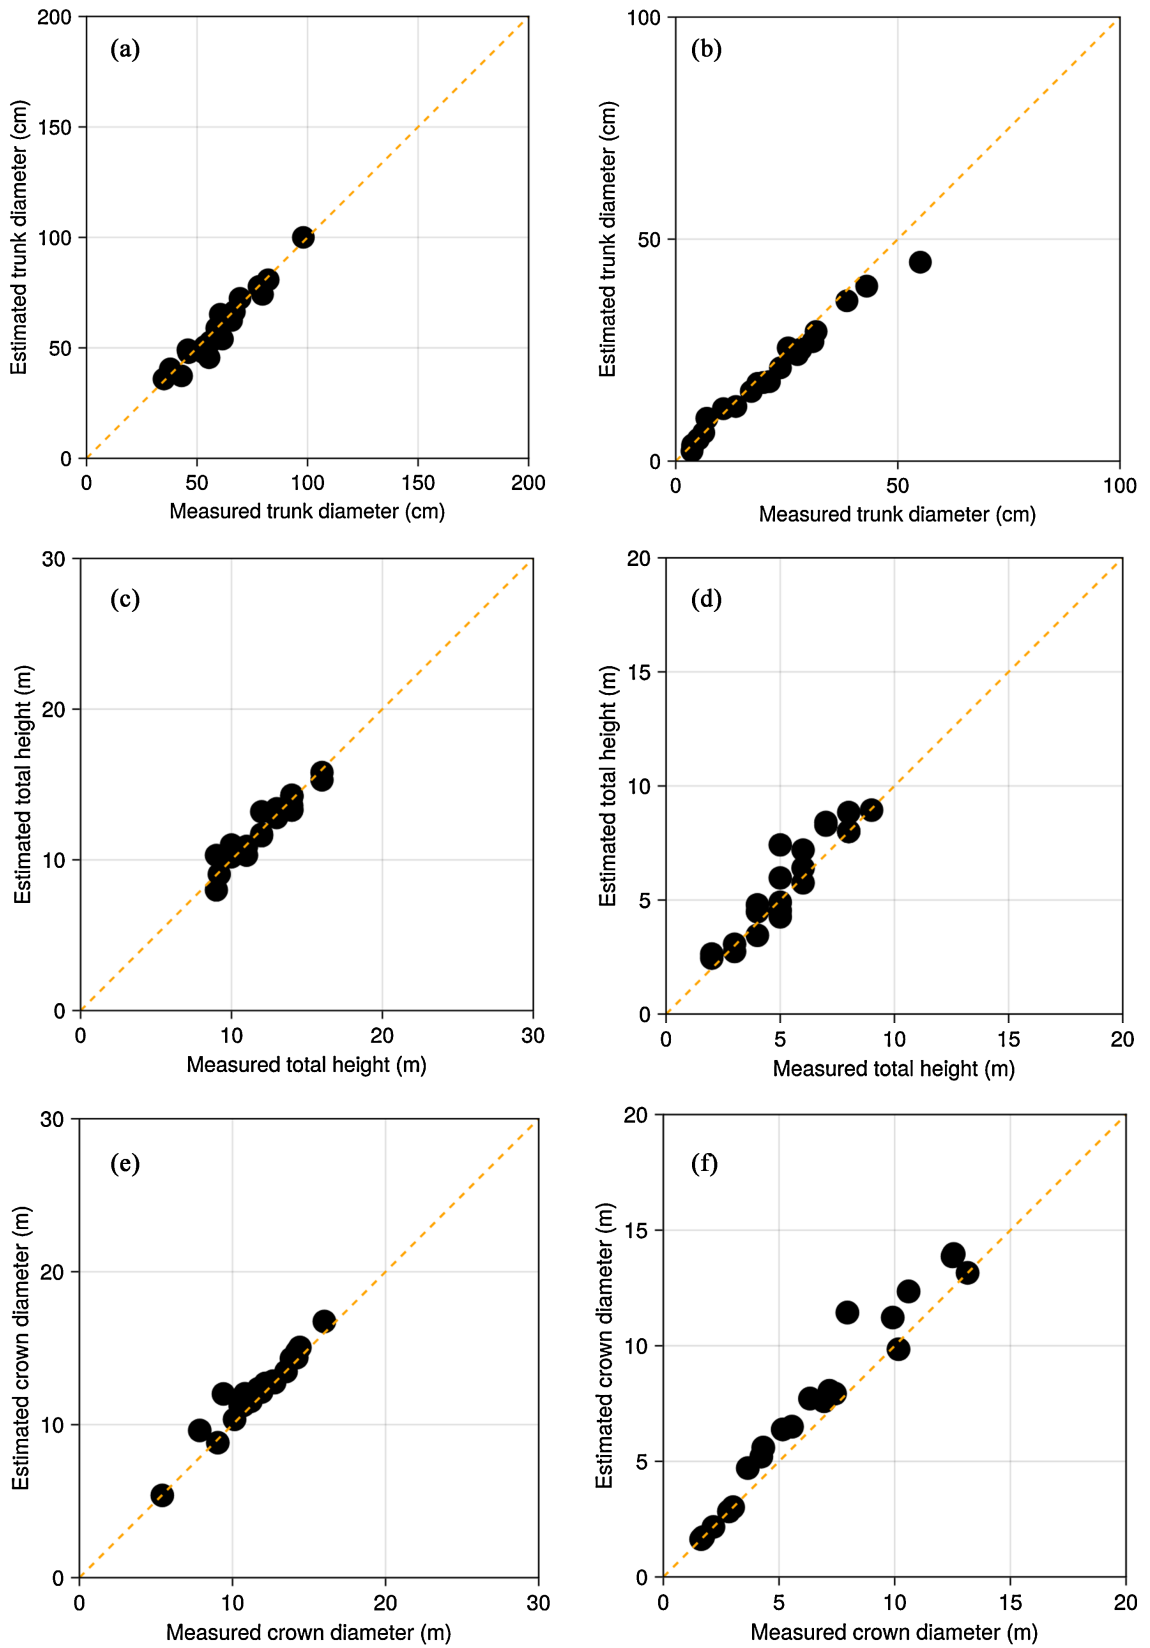 200
150
100
50
0
0
50
100
150
200
(a)
Estimated trunk diameter (cm)
Measured trunk diameter (cm)
100
50
0
0
50
100
(b)
Estimated trunk diameter (cm)
Measured trunk diameter (cm)
30
20
10
0
0
10
20
30
(c)
Estimated total height (m)
Measured total height (m)
20
15
10
5
0
0
5
10
15
20
(d)
Estimated total height (m)
Measured total height (m)
30
20
10
0
0
10
20
30
(e)
Estimated crown diameter (m)
Measured crown diameter (m)
20
15
10
5
0
0
5
10
15
20
(f)
Estimated crown diameter (m)
Measured crown diameter (m)